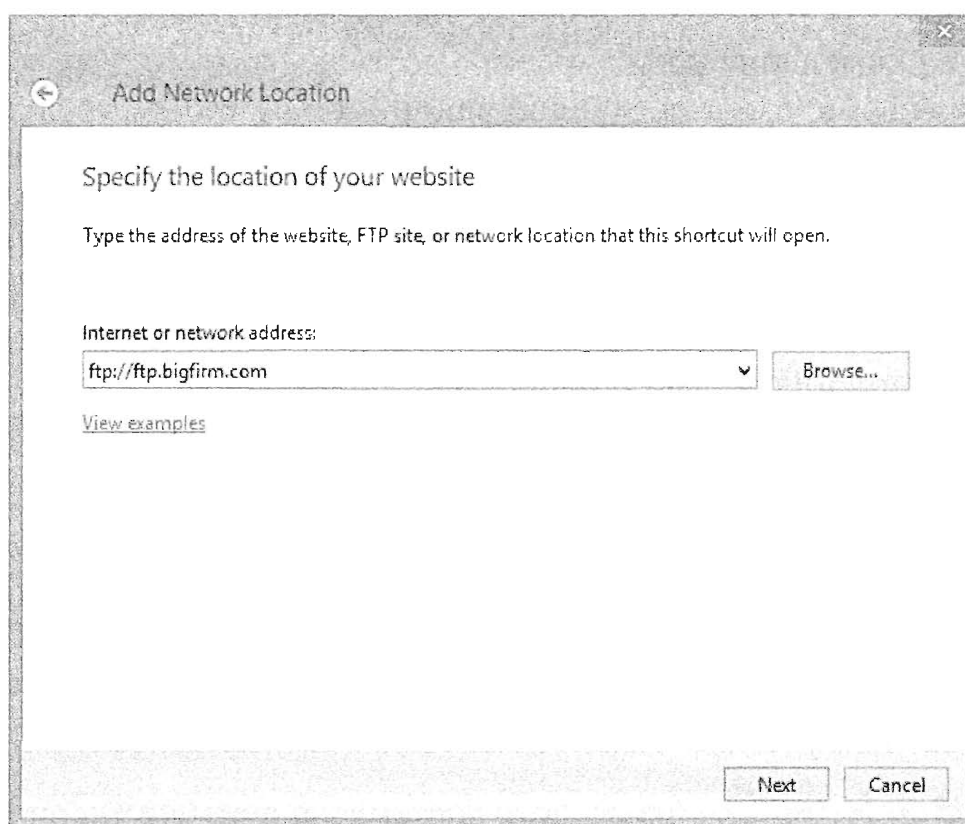 Add Network Location
Specify the location of your website
Type the address of the website, FTP site, or network location that this shortcut will open.
Internet or network address:
ftp://ftp.bigfirm.com
Browse...
View examples
Next
Cancel